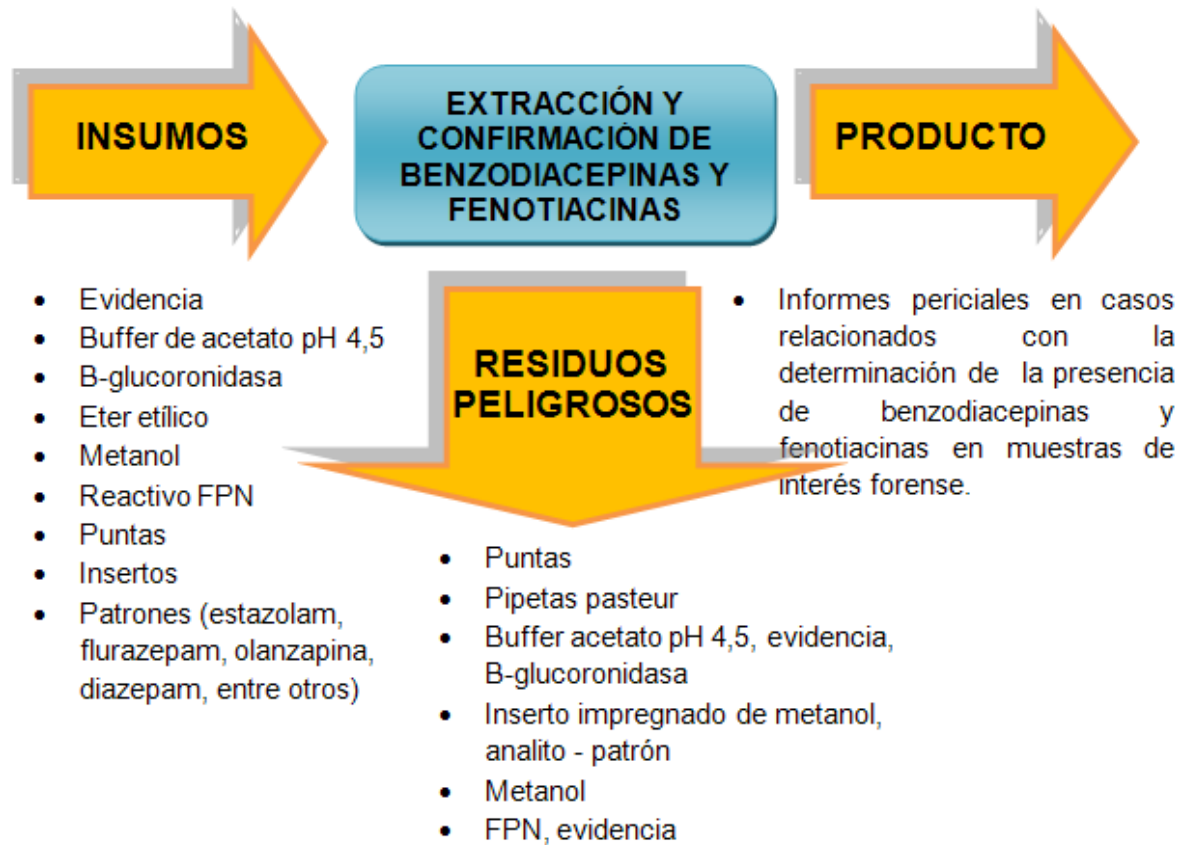 INSUMOS
EXTRACCIÓN Y
CONFIRMACIÓN DE
BENZODIACEPINAS Y
FENOTIACINAS
PRODUCTO
• Evidencia
• Buffer de acetato pH 4,5
• B-glucoronidasa
• Eter etílico
• Metanol
• Reactivo FPN
• Puntas
• Insertos
• Patrones (estazolam,
flurazepam, olanzapina,
diazepam, entre otros)
RESIDUOS
PELIGROSOS
• Puntas
• Pipetas pasteur
• Buffer acetato pH 4,5, evidencia,
B-glucoronidasa
• Inserto impregnado de metanol,
analito - patrón
• Metanol
• FPN, evidencia
• Informes periciales en casos
relacionados con la
determinación de la presencia
de benzodiacepinas y
fenotiacinas en muestras de
interés forense.